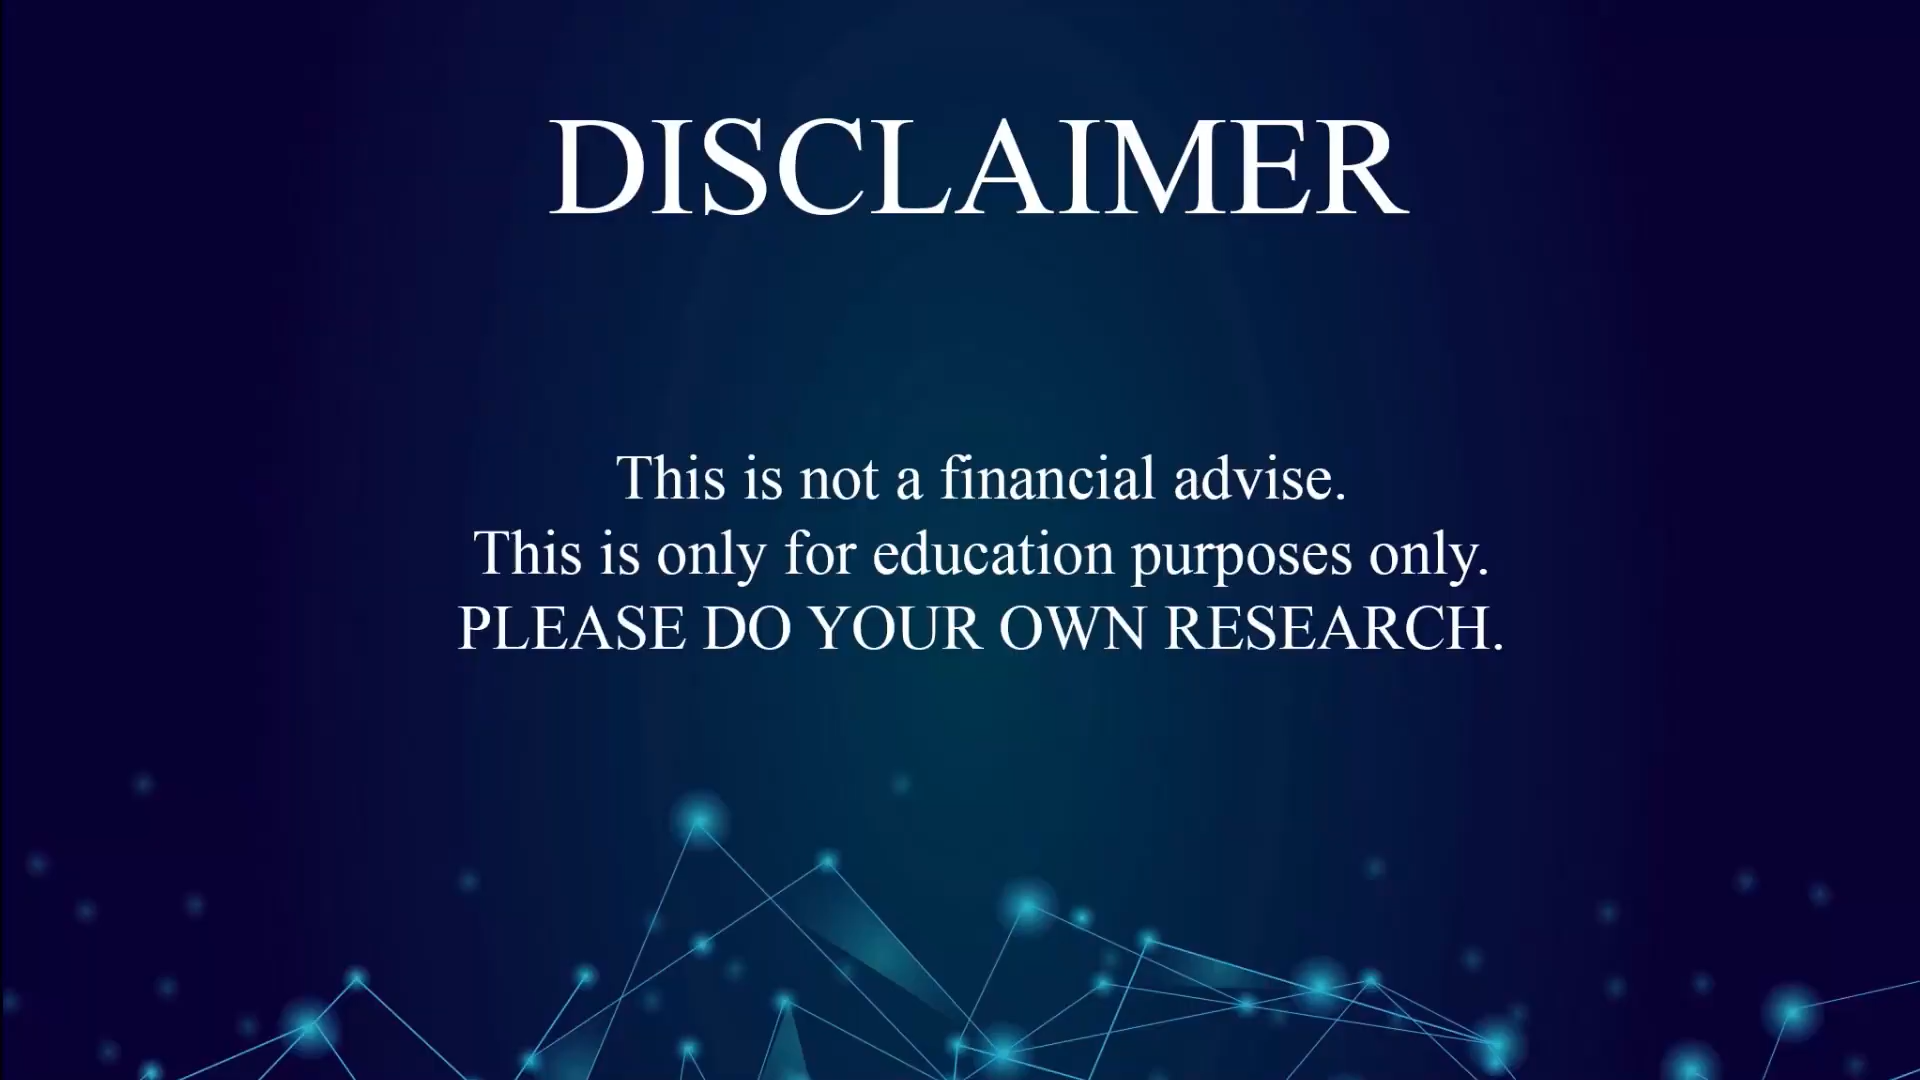 DISCLAIMER
This is not a financial advise.
This is only for education purposes only.
PLEASE DO YOUR OWN RESEARCH.